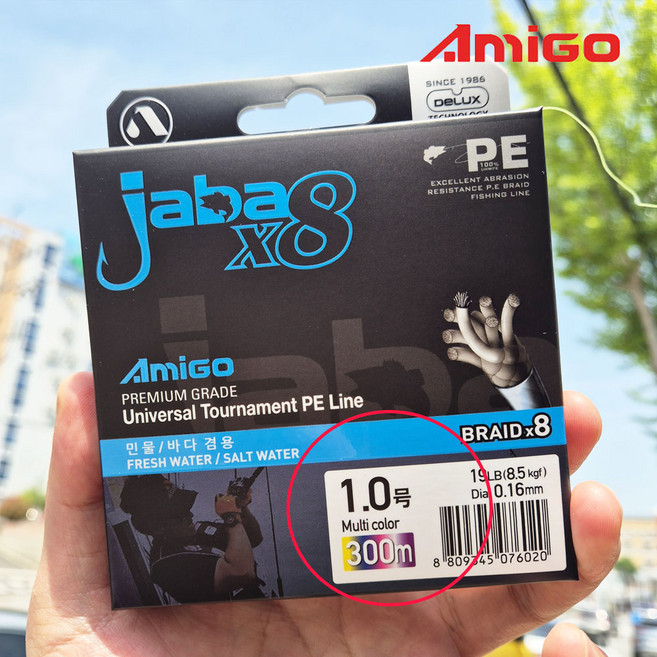 AMIGO
SINCE 1986
DELUX
TECHNOLOGY
PE
100%
EXCELLENT ABRASION
RESISTANCE P.E BRAID
FISHING LINE
jaba
x8
jaba
AMIGO
PREMIUM GRADE
Universal Tournament PE Line
BRAID x8
민물 / 바다 겸용
FRESH WATER / SALT WATER
1.0号
19LB(8.5 kgf)
Dia 0.16mm
Multi color
300m
8 809345 076020